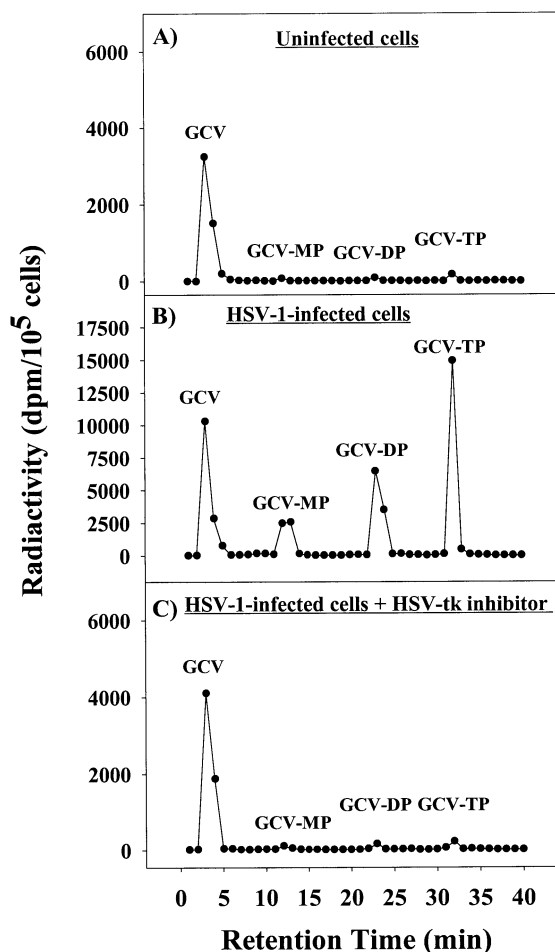 A) Uninfected cells
6000
4000
2000
0
GCV
GCV-MP
GCV-DP
GCV-TP
B) HSV-1-infected cells
17500
15000
12500
10000
7500
5000
2500
0
GCV
GCV-MP
GCV-DP
GCV-TP
C) HSV-1-infected cells + HSV-tk inhibitor
6000
4000
2000
0
GCV
GCV-MP
GCV-DP
GCV-TP
0 5 10 15 20 25 30 35 40
Retention Time (min)
Radiactivity (dpm/10⁵ cells)